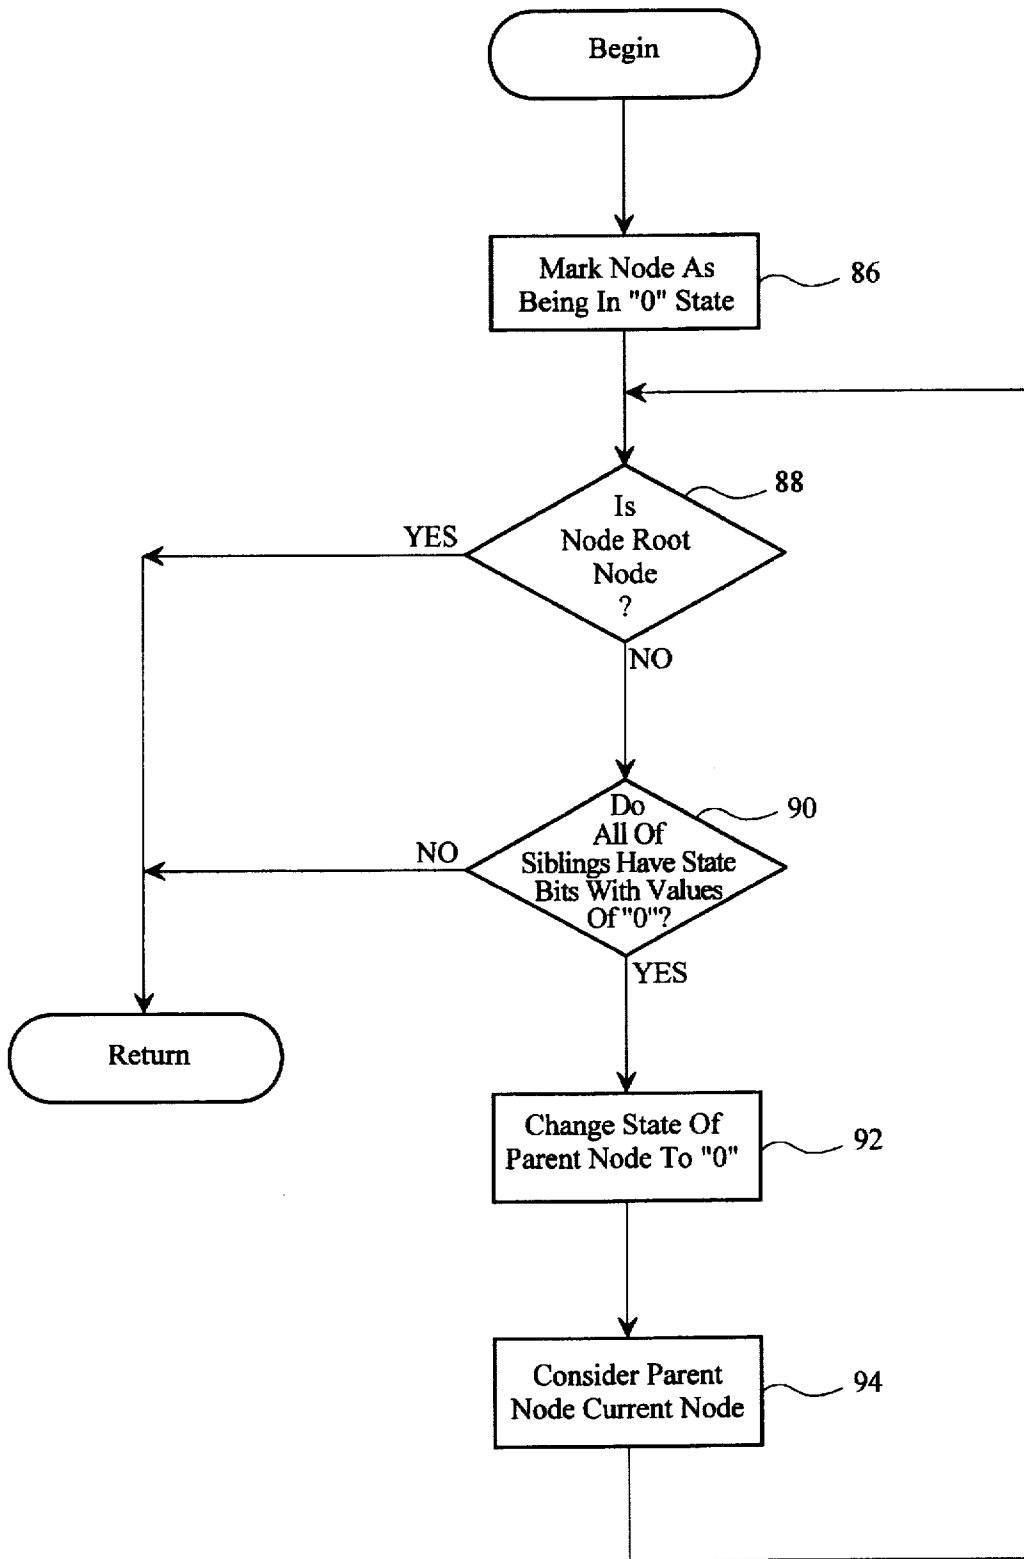 Begin
Mark Node As
Being In "0" State
86
88
Is
Node Root
Node
?
YES
NO
90
Do
All Of
Siblings Have State
Bits With Values
Of "0"?
NO
YES
Return
Change State Of
Parent Node To "0"
92
Consider Parent
Node Current Node
94